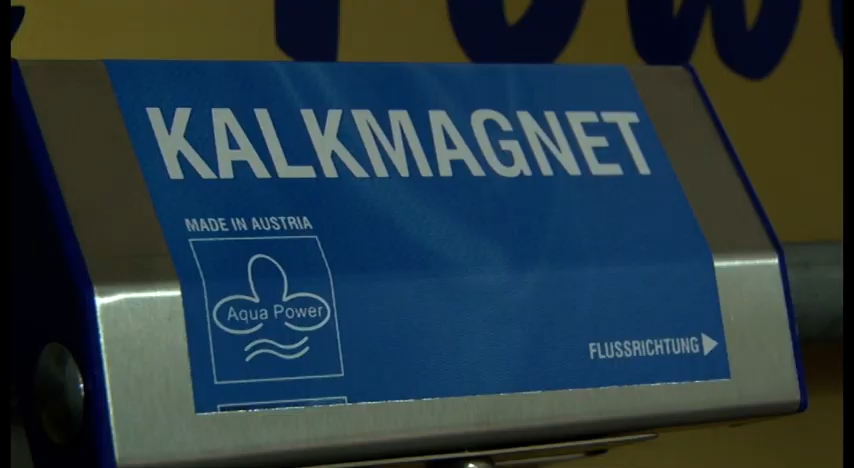 KALKMAGNET
MADE IN AUSTRIA
Aqua Power
FLUSSRICHTUNG